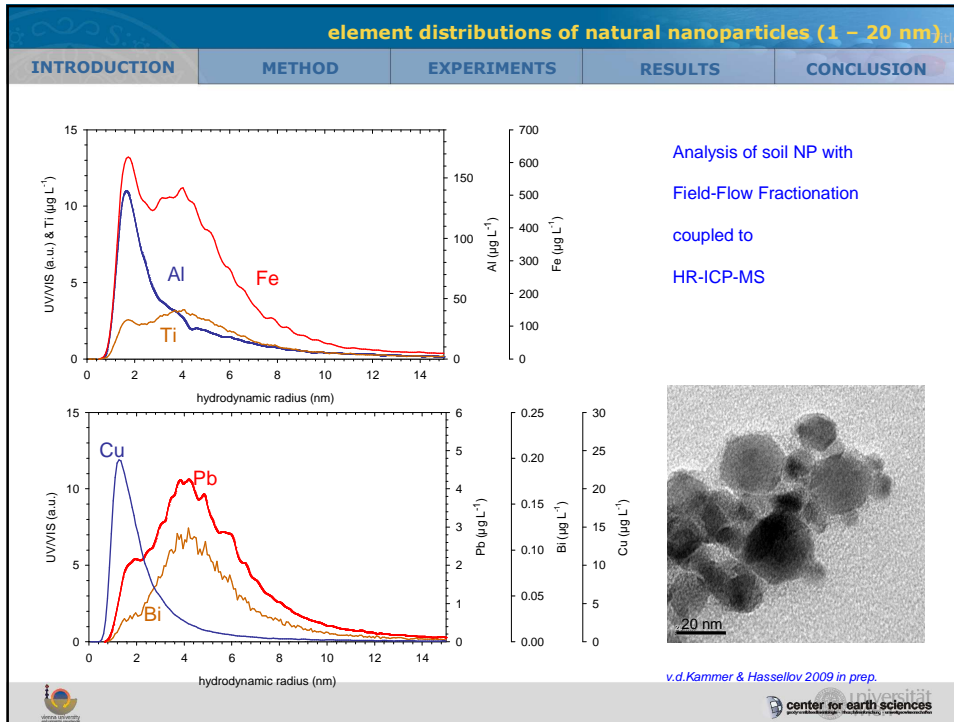 element distributions of natural nanoparticles (1 – 20 nm)
INTRODUCTION METHOD EXPERIMENTS RESULTS CONCLUSION
15 700
600
150
500
10
400
100
300
5
200
50
100
0 0 0
UV/VIS (a.u.) & Ti (µg L-1)
Al
Fe
Ti
Al (µg L-1)
Fe (µg L-1)
0 2 4 6 8 10 12 14
hydrodynamic radius (nm)
Analysis of soil NP with
Field-Flow Fractionation
coupled to
HR-ICP-MS
15 6 0.25 30
5 0.20 25
10 4 20
0.15
3 15
0.10
5 2 10
1 0.05 5
0 0 0.00 0
UV/VIS (a.u.)
Cu
Pb
Bi
Pb (µg L-1)
Bi (µg L-1)
Cu (µg L-1)
0 2 4 6 8 10 12 14
hydrodynamic radius (nm)
20 nm
v.d.Kammer & Hassellov 2009 in prep.
vienna university
universität
center for earth sciences